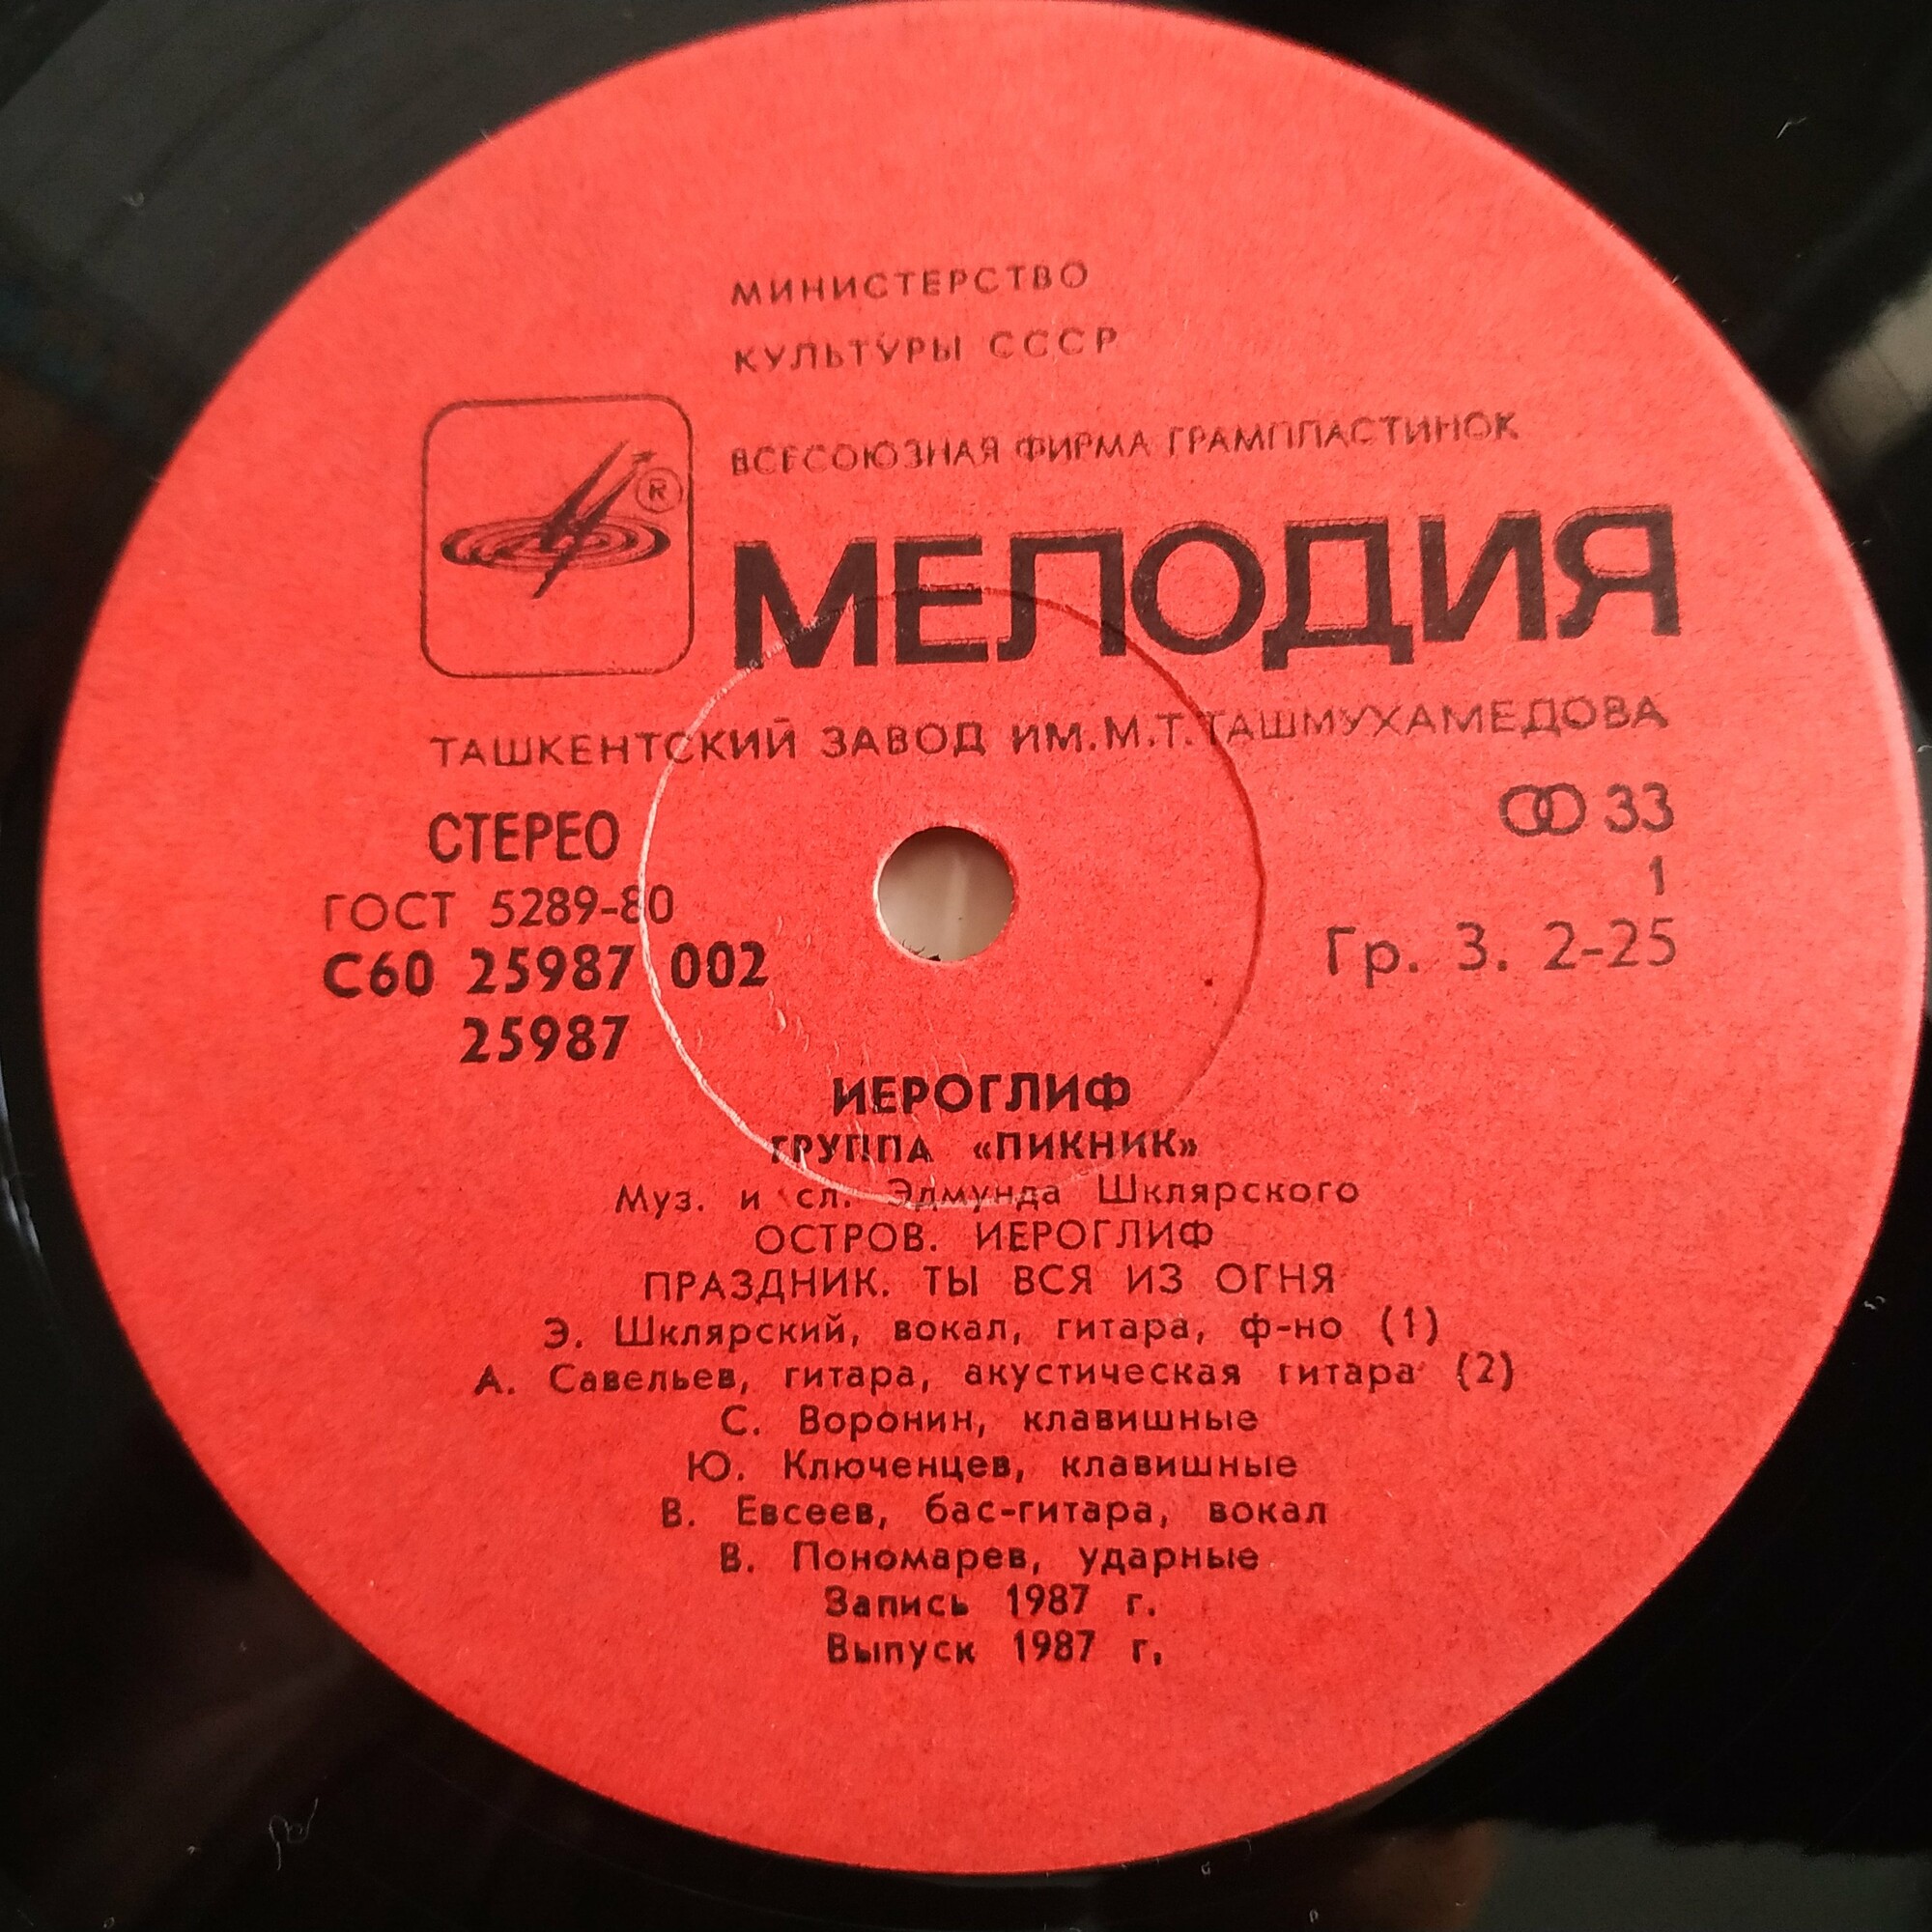 МИНИСТЕРСТВО
КУЛЬТУРЫ СССР
ВСЕСОЮЗНАЯ ФИРМА ГРАМПЛАСТИНОК
®
МЕЛОДИЯ
ТАШКЕНТСКИЙ ЗАВОД ИМ.М.Т.ТАШМУХАМЕДОВА
СТЕРЕО
33
ГОСТ 5289-80
1
С60 25987 002
Гр. 3. 2-25
25987
ИЕРОГЛИФ
ГРУППА «ПИКНИК»
Муз. и сл. Эдмунда Шклярского
ОСТРОВ. ИЕРОГЛИФ
ПРАЗДНИК. ТЫ ВСЯ ИЗ ОГНЯ
Э. Шклярский, вокал, гитара, ф-но (1)
А. Савельев, гитара, акустическая гитара (2)
С. Воронин, клавишные
Ю. Ключенцев, клавишные
В. Евсеев, бас-гитара, вокал
В. Пономарев, ударные
Запись 1987 г.
Выпуск 1987 г.